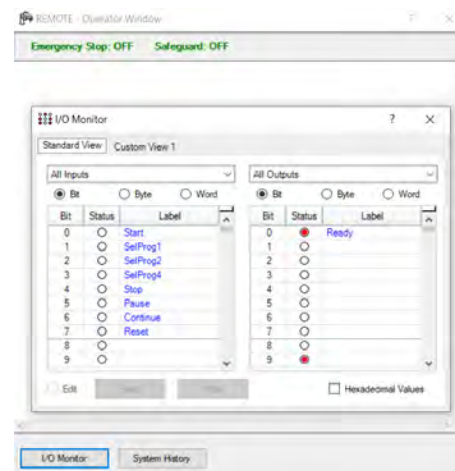 REMOTE - Operator Window
Emergency Stop: OFF Safeguard: OFF
I/O Monitor ? ×
Standard View Custom View 1
All Inputs All Outputs
Bit Byte Word Bit Byte Word
Bit Status Label Bit Status Label
0 Start 0 Ready
1 SelProg1 1
2 SelProg2 2
3 SelProg4 3
4 Stop 4
5 Pause 5
6 Continue 6
7 Reset 7
8 8
9 9
Edit Hexadecimal Values
I/O Monitor System History